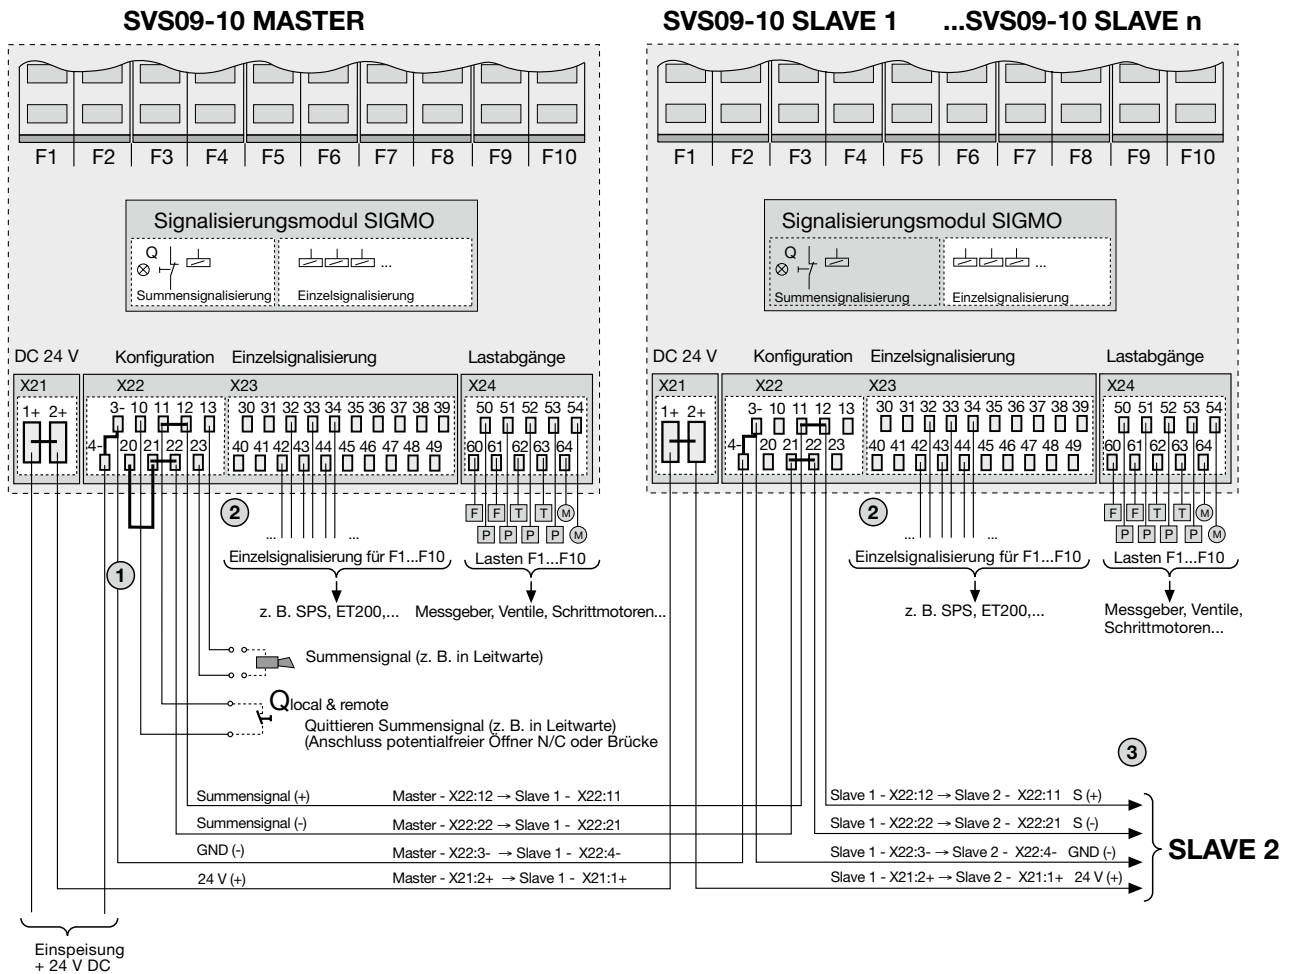 SVS09-10 MASTER SVS09-10 SLAVE 1 ...SVS09-10 SLAVE n
F1 F2 F3 F4 F5 F6 F7 F8 F9 F10
F1 F2 F3 F4 F5 F6 F7 F8 F9 F10
Signalisierungsmodul SIGMO
Q
...
Summensignalisierung Einzelsignalisierung
Signalisierungsmodul SIGMO
Q
...
Summensignalisierung Einzelsignalisierung
DC 24 V Konfiguration Einzelsignalisierung Lastabgänge
X21 X22 X23 X24
1+ 2+ 3- 10 11 12 13 30 31 32 33 34 35 36 37 38 39 50 51 52 53 54
4- 20 21 22 23 40 41 42 43 44 45 46 47 48 49 60 61 62 63 64
DC 24 V Konfiguration Einzelsignalisierung Lastabgänge
X21 X22 X23 X24
1+ 2+ 3- 10 11 12 13 30 31 32 33 34 35 36 37 38 39 50 51 52 53 54
4- 20 21 22 23 40 41 42 43 44 45 46 47 48 49 60 61 62 63 64
2
F F T T M
P P P P M
... ...
Einzelsignalisierung für F1...F10 Lasten F1...F10
1
z. B. SPS, ET200,... Messgeber, Ventile, Schrittmotoren...
2
F F T T M
P P P P M
... ...
Einzelsignalisierung für F1...F10 Lasten F1...F10
z. B. SPS, ET200,... Messgeber, Ventile,
Schrittmotoren...
Summensignal (z. B. in Leitwarte)
Qlocal & remote
Quittieren Summensignal (z. B. in Leitwarte)
(Anschluss potentialfreier Öffner N/C oder Brücke
3
Summensignal (+) Master - X22:12 → Slave 1 - X22:11 Slave 1 - X22:12 → Slave 2 - X22:11 S (+)
Summensignal (-) Master - X22:22 → Slave 1 - X22:21 Slave 1 - X22:22 → Slave 2 - X22:21 S (-)
GND (-) Master - X22:3- → Slave 1 - X22:4- Slave 1 - X22:3- → Slave 2 - X22:4- GND (-)
SLAVE 2
24 V (+) Master - X21:2+ → Slave 1 - X21:1+ Slave 1 - X21:2+ → Slave 2 - X21:1+ 24 V (+)
Einspeisung
+ 24 V DC